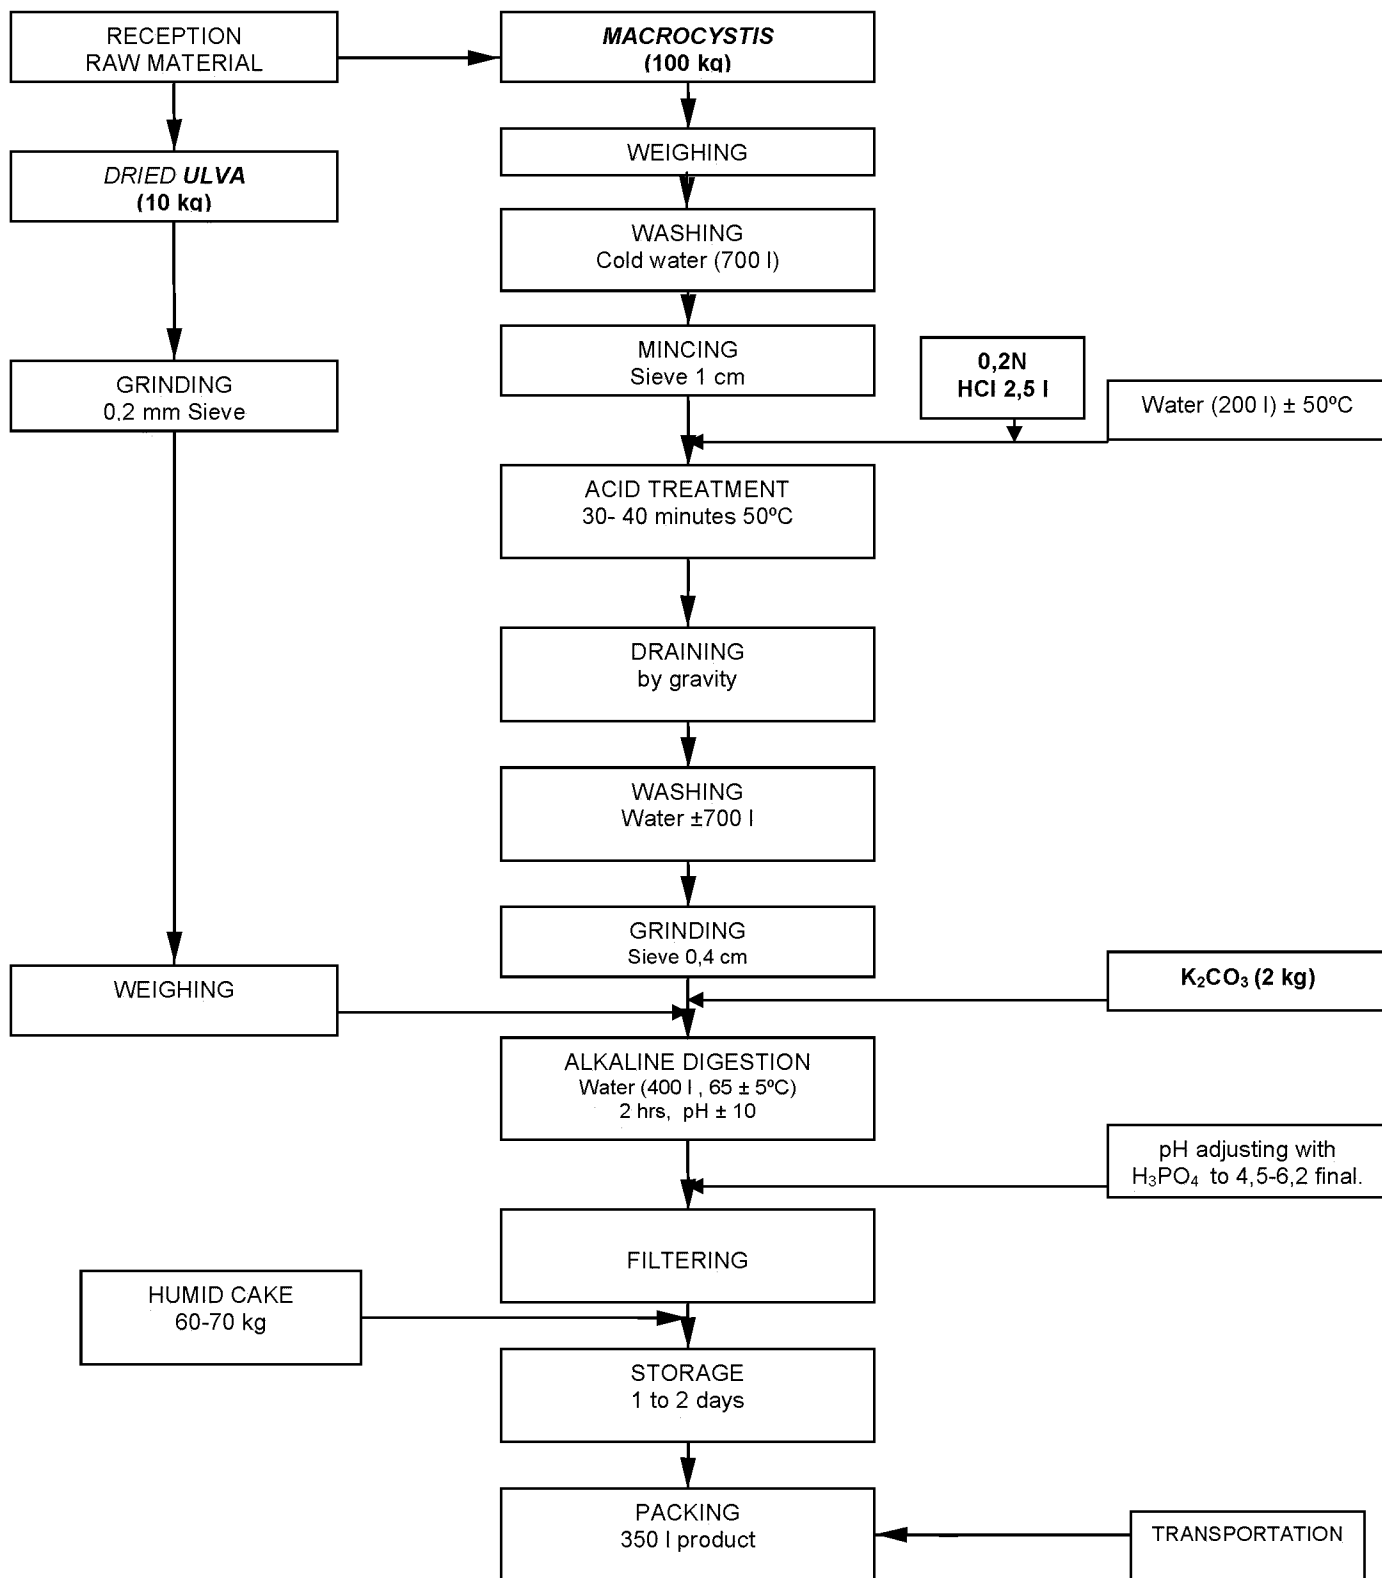 RECEPTION
RAW MATERIAL
MACROCYSTIS
(100 kg)
WEIGHING
DRIED ULVA
(10 kg)
WASHING
Cold water (700 l)
MINCING
Sieve 1 cm
0,2N
HCl 2,5 l
Water (200 l) ± 50ºC
GRINDING
0,2 mm Sieve
ACID TREATMENT
30- 40 minutes 50ºC
DRAINING
by gravity
WASHING
Water ±700 l
GRINDING
Sieve 0,4 cm
WEIGHING
K₂CO₃ (2 kg)
ALKALINE DIGESTION
Water (400 l , 65 ± 5ºC)
2 hrs, pH ± 10
pH adjusting with
H₃PO₄ to 4,5-6,2 final.
FILTERING
HUMID CAKE
60-70 kg
STORAGE
1 to 2 days
PACKING
350 l product
TRANSPORTATION